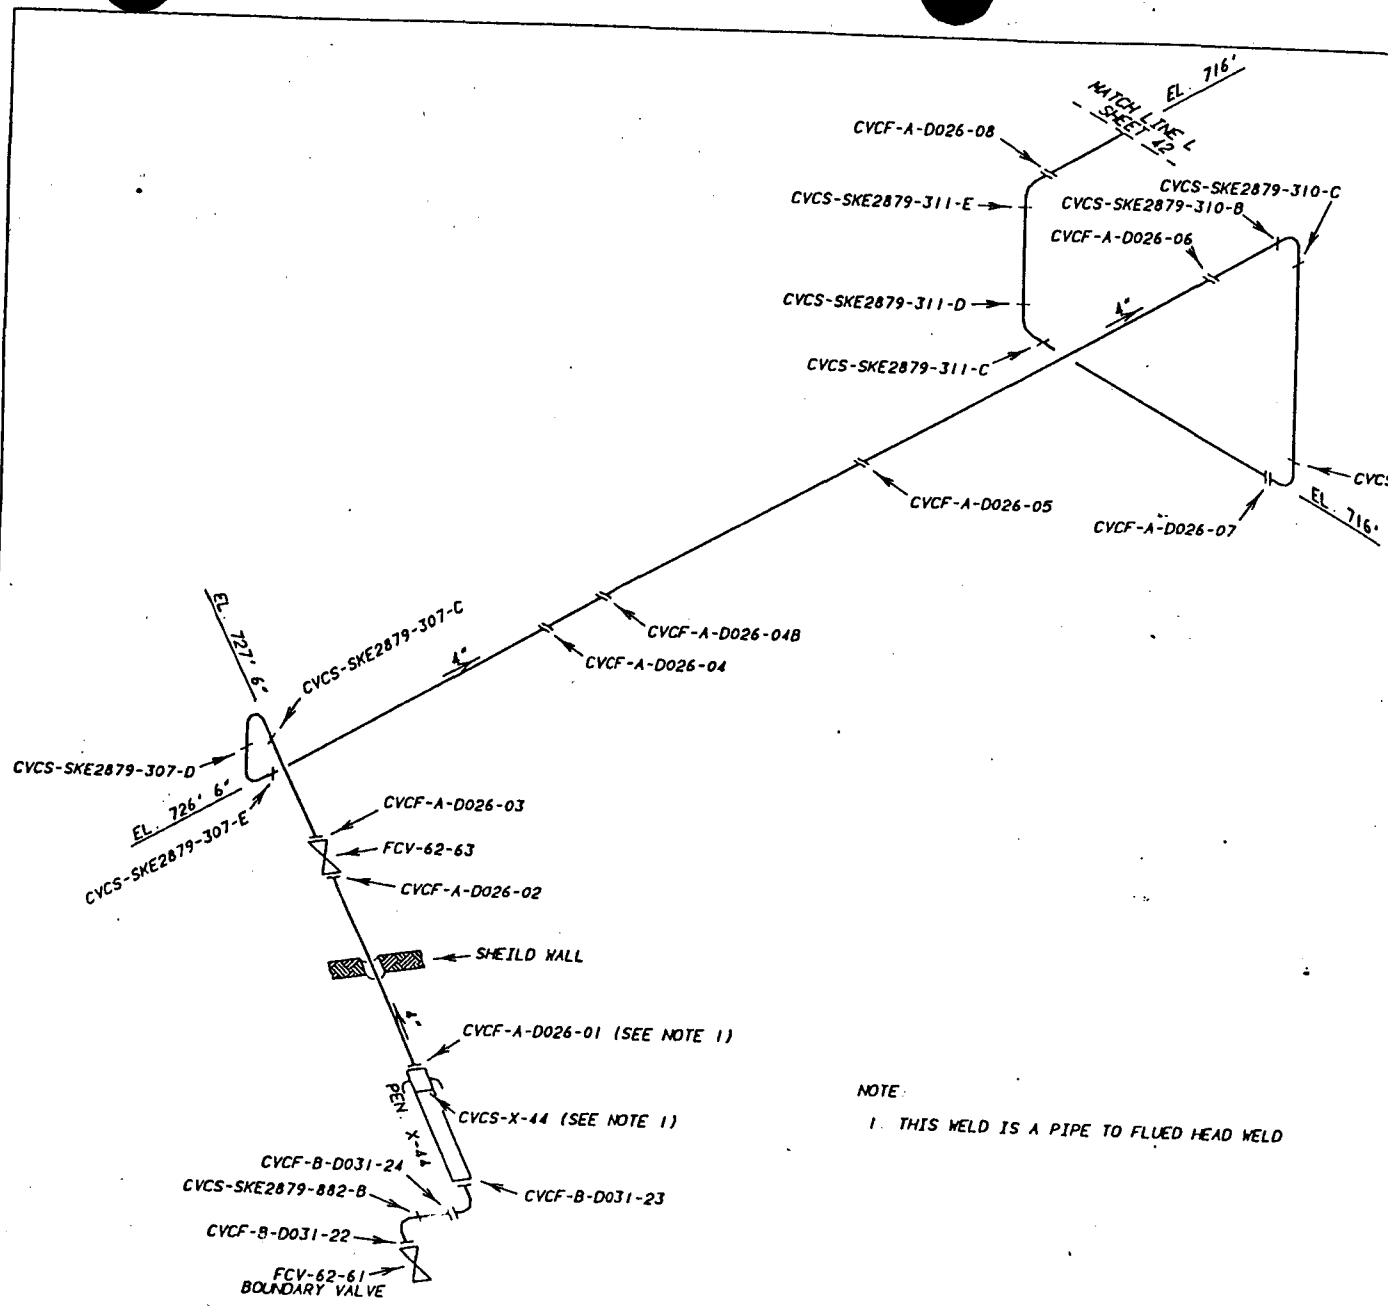 EL. 716'
MATCH LINE L
SHEET 42
CVCF-A-D026-08
CVCS-SKE2879-310-C
CVCS-SKE2879-311-E
CVCS-SKE2879-310-B
CVCF-A-D026-06
CVCS-SKE2879-311-D
4"
CVCS-SKE2879-311-C
CVCS
CVCF-A-D026-05
EL. 716'
CVCF-A-D026-07
EL. 727' 6"
CVCS-SKE2879-307-C
CVCF-A-D026-04B
4"
CVCF-A-D026-04
CVCS-SKE2879-307-D
EL. 726' 6"
CVCS-SKE2879-307-E
CVCF-A-D026-03
FCV-62-63
CVCF-A-D026-02
SHEILD WALL
4"
CVCF-A-D026-01 (SEE NOTE 1)
PEN. X-44
CVCS-X-44 (SEE NOTE 1)
NOTE:
1. THIS WELD IS A PIPE TO FLUED HEAD WELD
CVCF-B-D031-24
CVCS-SKE2879-882-B
CVCF-B-D031-23
CVCF-B-D031-22
FCV-62-61
BOUNDARY VALVE